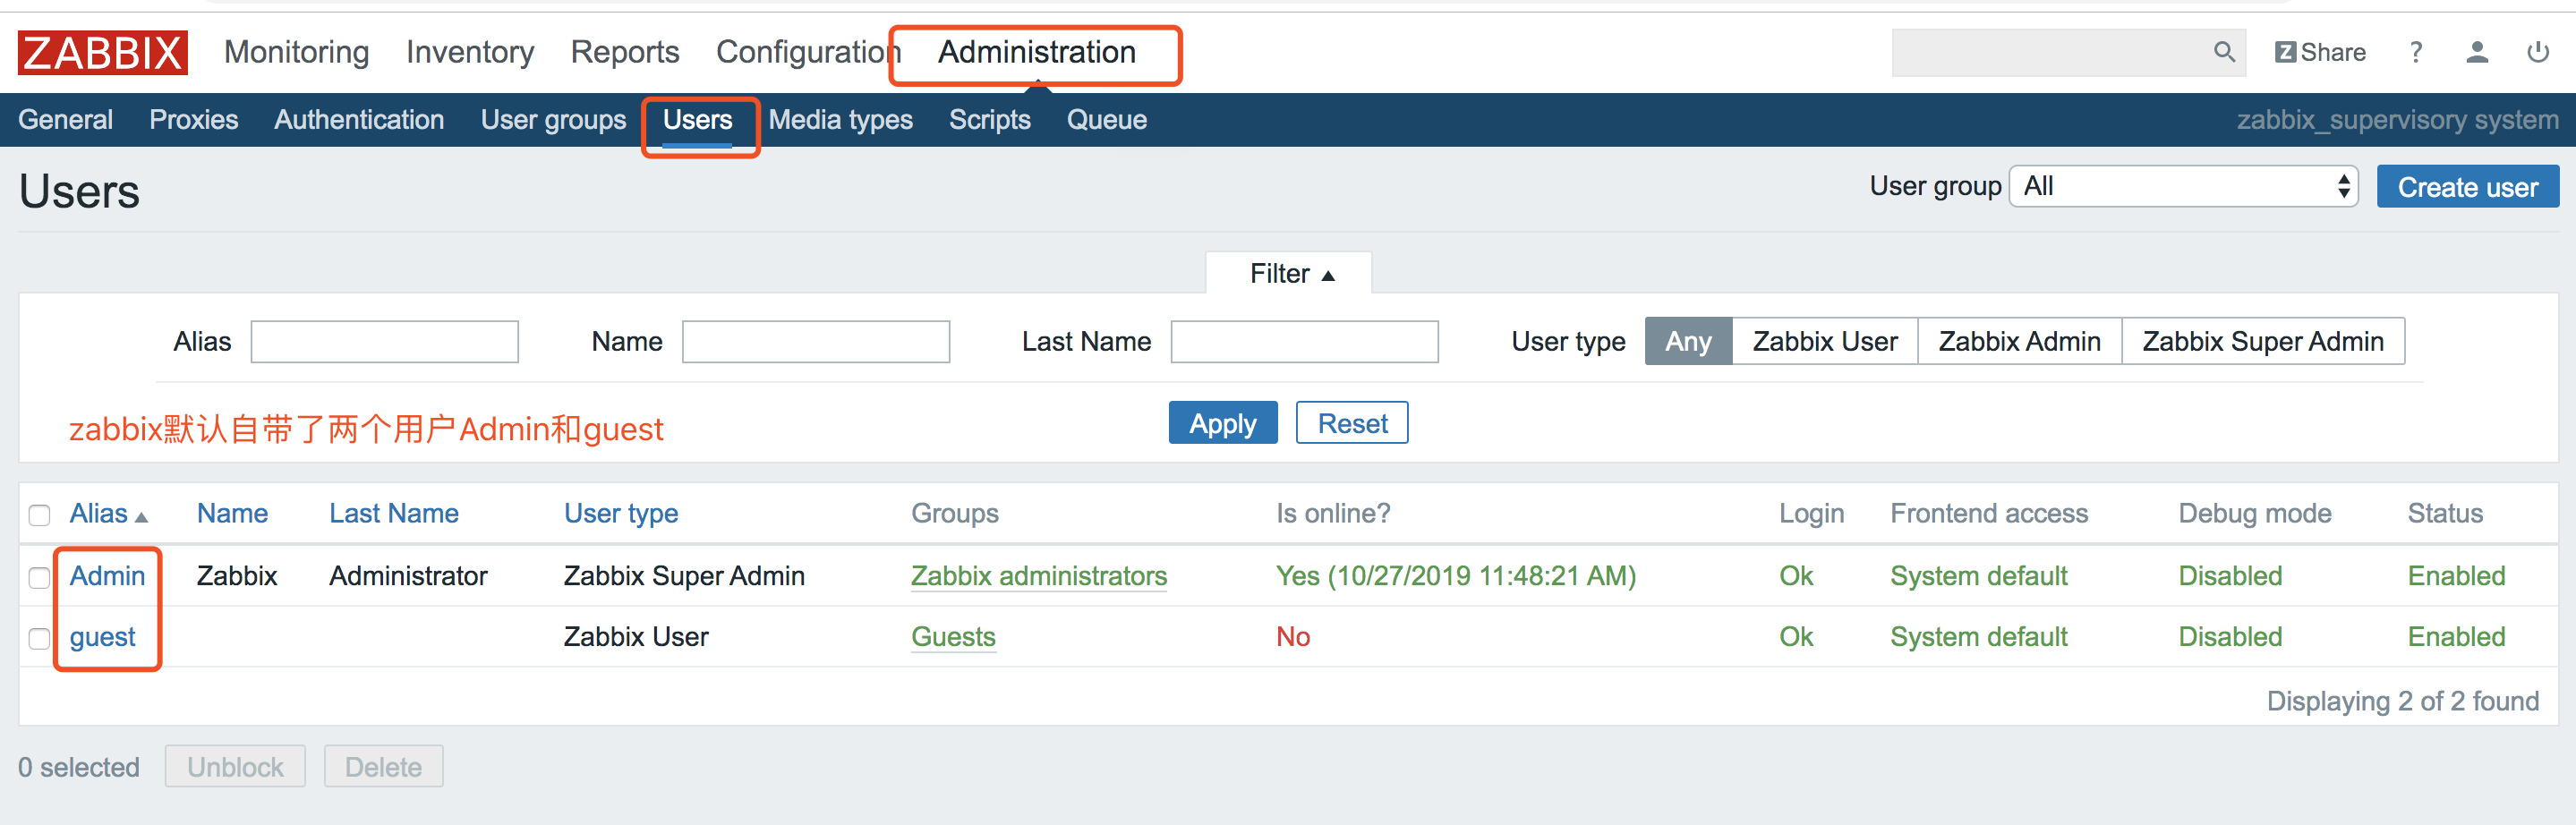 ZABBIX Monitoring Inventory Reports Configuration Administration Z Share ?
General Proxies Authentication User groups Users Media types Scripts Queue zabbix_supervisory system
Users User group All Create user
Filter
Alias Name Last Name User type Any Zabbix User Zabbix Admin Zabbix Super Admin
zabbix默认自带了两个用户Admin和guest Apply Reset
Alias Name Last Name User type Groups Is online? Login Frontend access Debug mode Status
Admin Zabbix Administrator Zabbix Super Admin Zabbix administrators Yes (10/27/2019 11:48:21 AM) Ok System default Disabled Enabled
guest Zabbix User Guests No Ok System default Disabled Enabled
Displaying 2 of 2 found
0 selected Unblock Delete